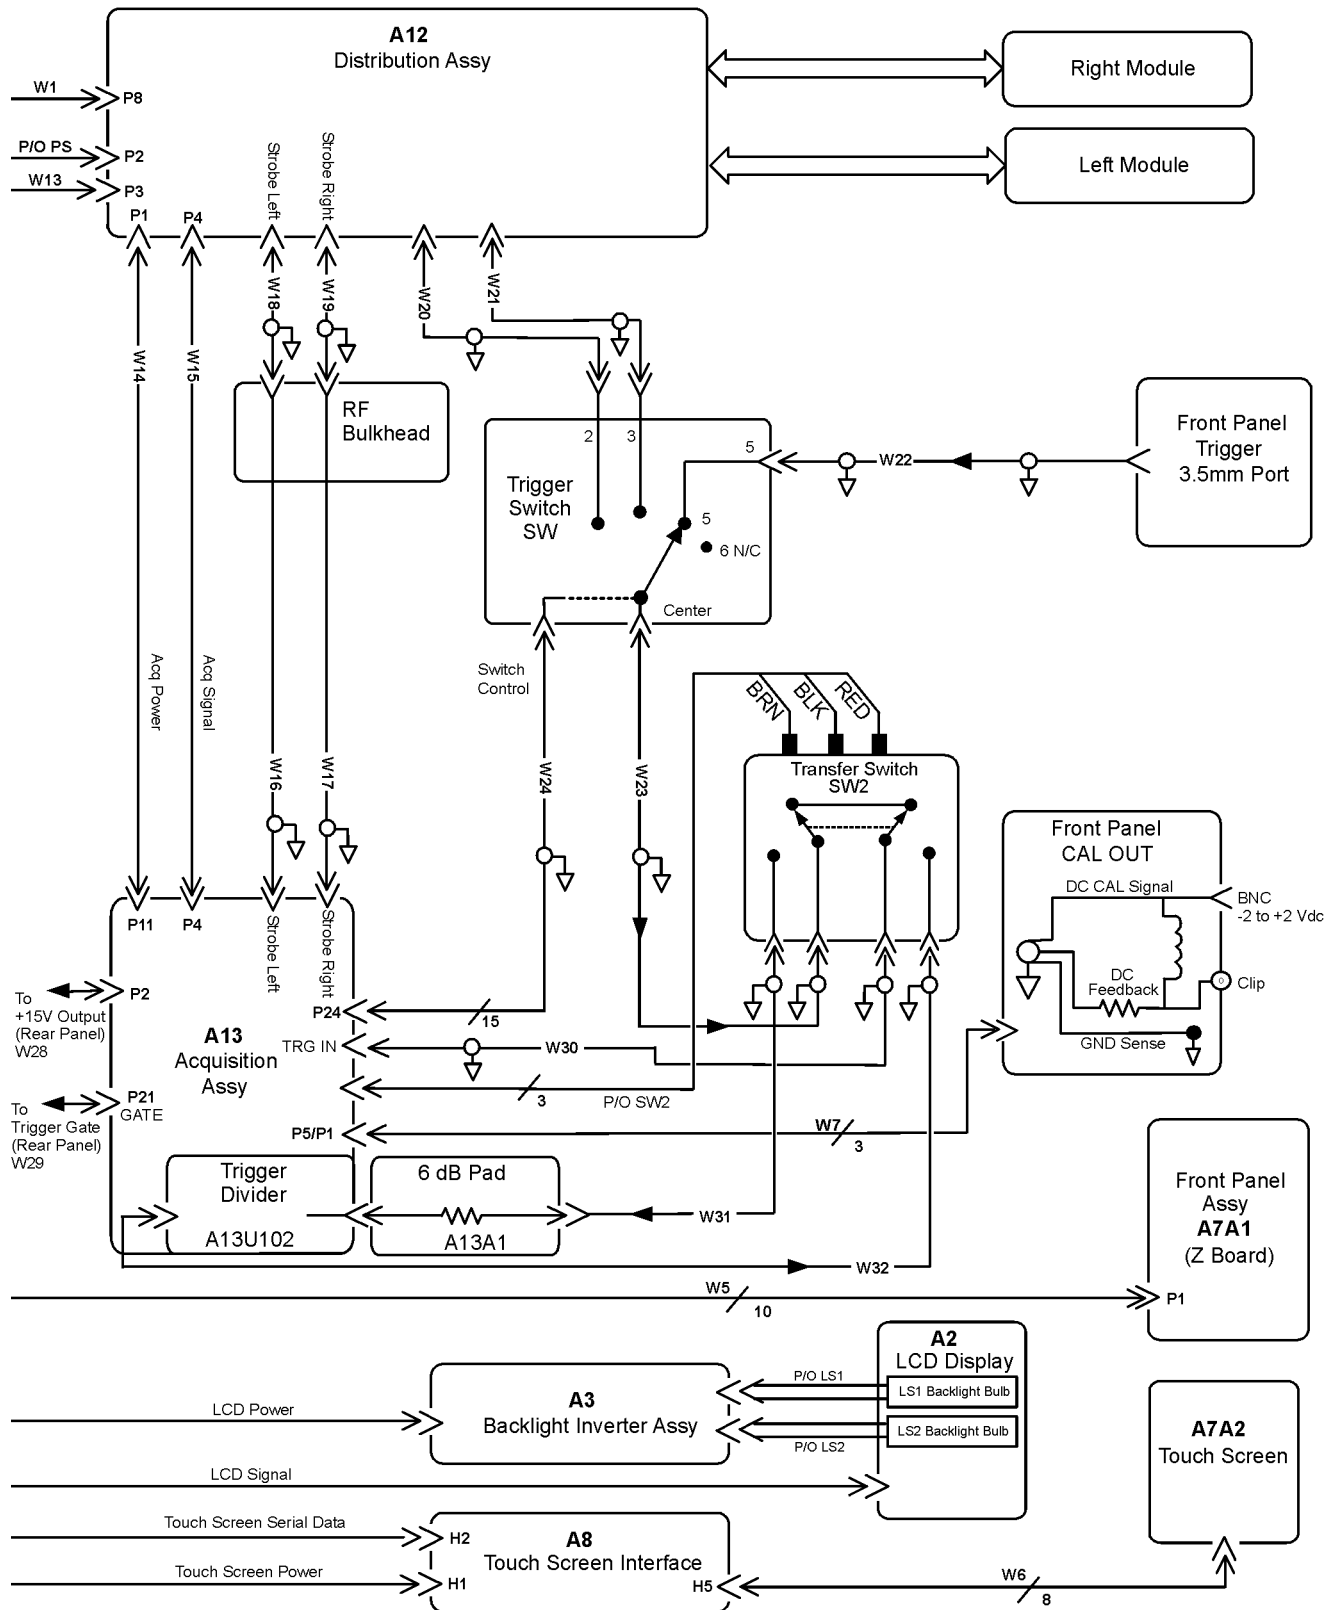 A12
Distribution Assy
Right Module
Left Module
W1
P8
P/O PS
P2
W13
P3
P1
P4
Strobe Left
Strobe Right
W18
W19
W20
W21
W14
W15
RF
Bulkhead
2
3
5
Trigger
Switch
SW
5
6 N/C
Center
W22
Front Panel
Trigger
3.5mm Port
Acq Power
Acq Signal
Switch
Control
W16
W17
W24
W23
BRN
BLK
RED
Transfer Switch
SW2
Front Panel
CAL OUT
DC CAL Signal
BNC
-2 to +2 Vdc
DC
Feedback
Clip
GND Sense
P11
P4
Strobe Left
Strobe Right
To
+15V Output
(Rear Panel)
W28
P2
A13
Acquisition
Assy
P24
15
TRG IN
W30
3
P/O SW2
To
Trigger Gate
(Rear Panel)
W29
P21
GATE
P5/P1
W7
3
Trigger
Divider
A13U102
6 dB Pad
A13A1
W31
W32
Front Panel
Assy
A7A1
(Z Board)
P1
W5
10
A2
LCD Display
LS1 Backlight Bulb
LS2 Backlight Bulb
P/O LS1
P/O LS2
A3
Backlight Inverter Assy
LCD Power
LCD Signal
A7A2
Touch Screen
Touch Screen Serial Data
H2
A8
Touch Screen Interface
Touch Screen Power
H1
H5
W6
8